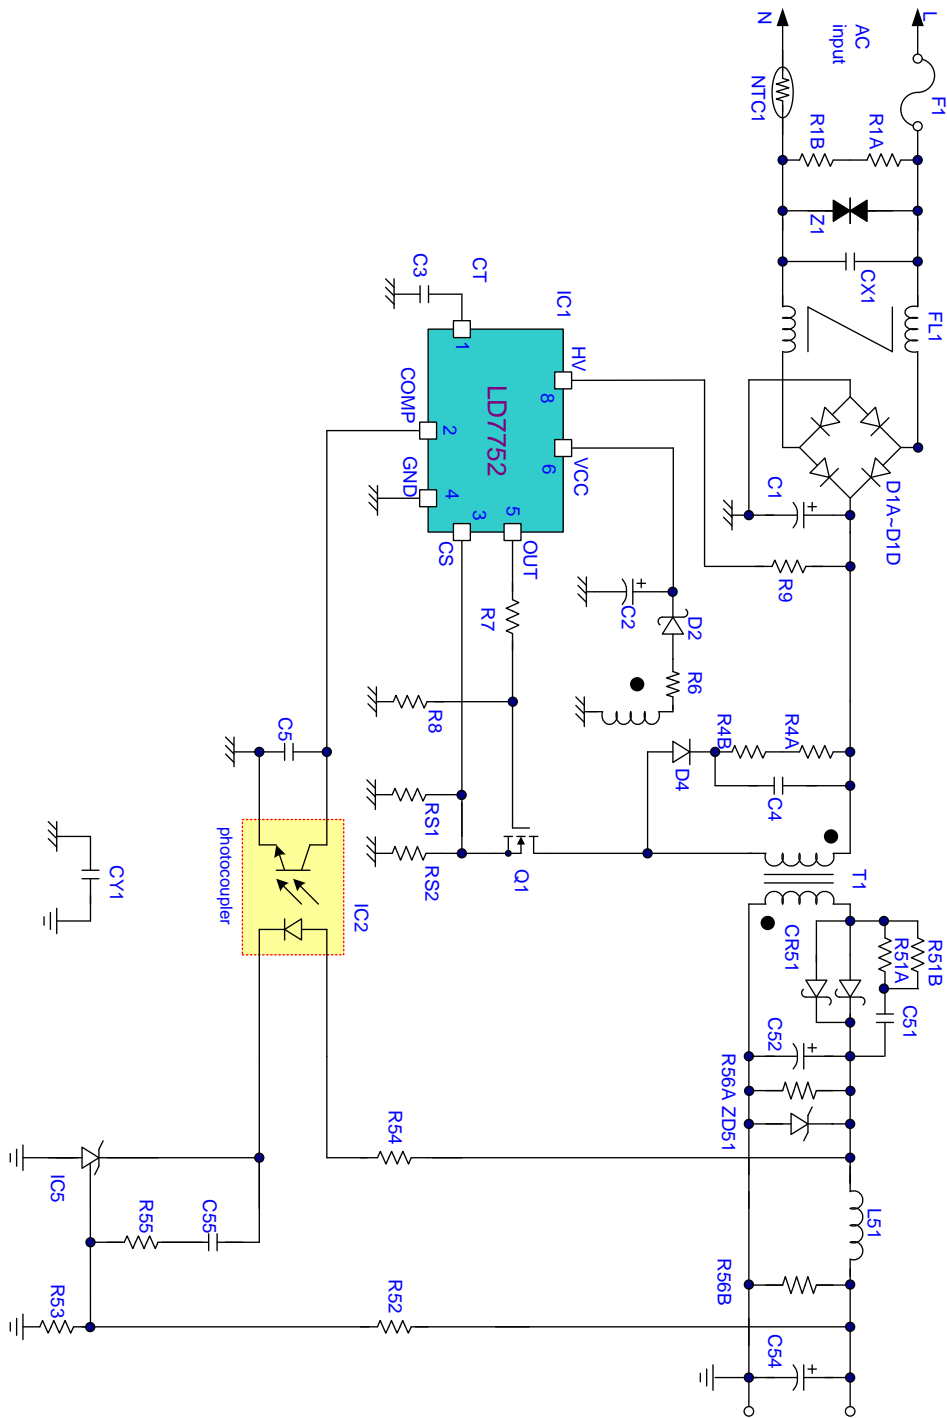 L
AC
input
N
F1
NTC1
R1A
R1B
Z1
CX1
FL1
D1A~D1D
C1
+
R9
R4A
R4B
C4
D4
T1
CR51
R51B
R51A
C51
C52
+
R56A
ZD51
L51
R56B
C54
+
CT
C3
IC1
LD7752
HV
8
VCC
6
1
COMP
2
GND
4
3
CS
5
OUT
C2
+
D2
R6
R7
R8
RS1
RS2
Q1
C5
IC2
photocoupler
CY1
R54
IC5
R55
C55
R52
R53